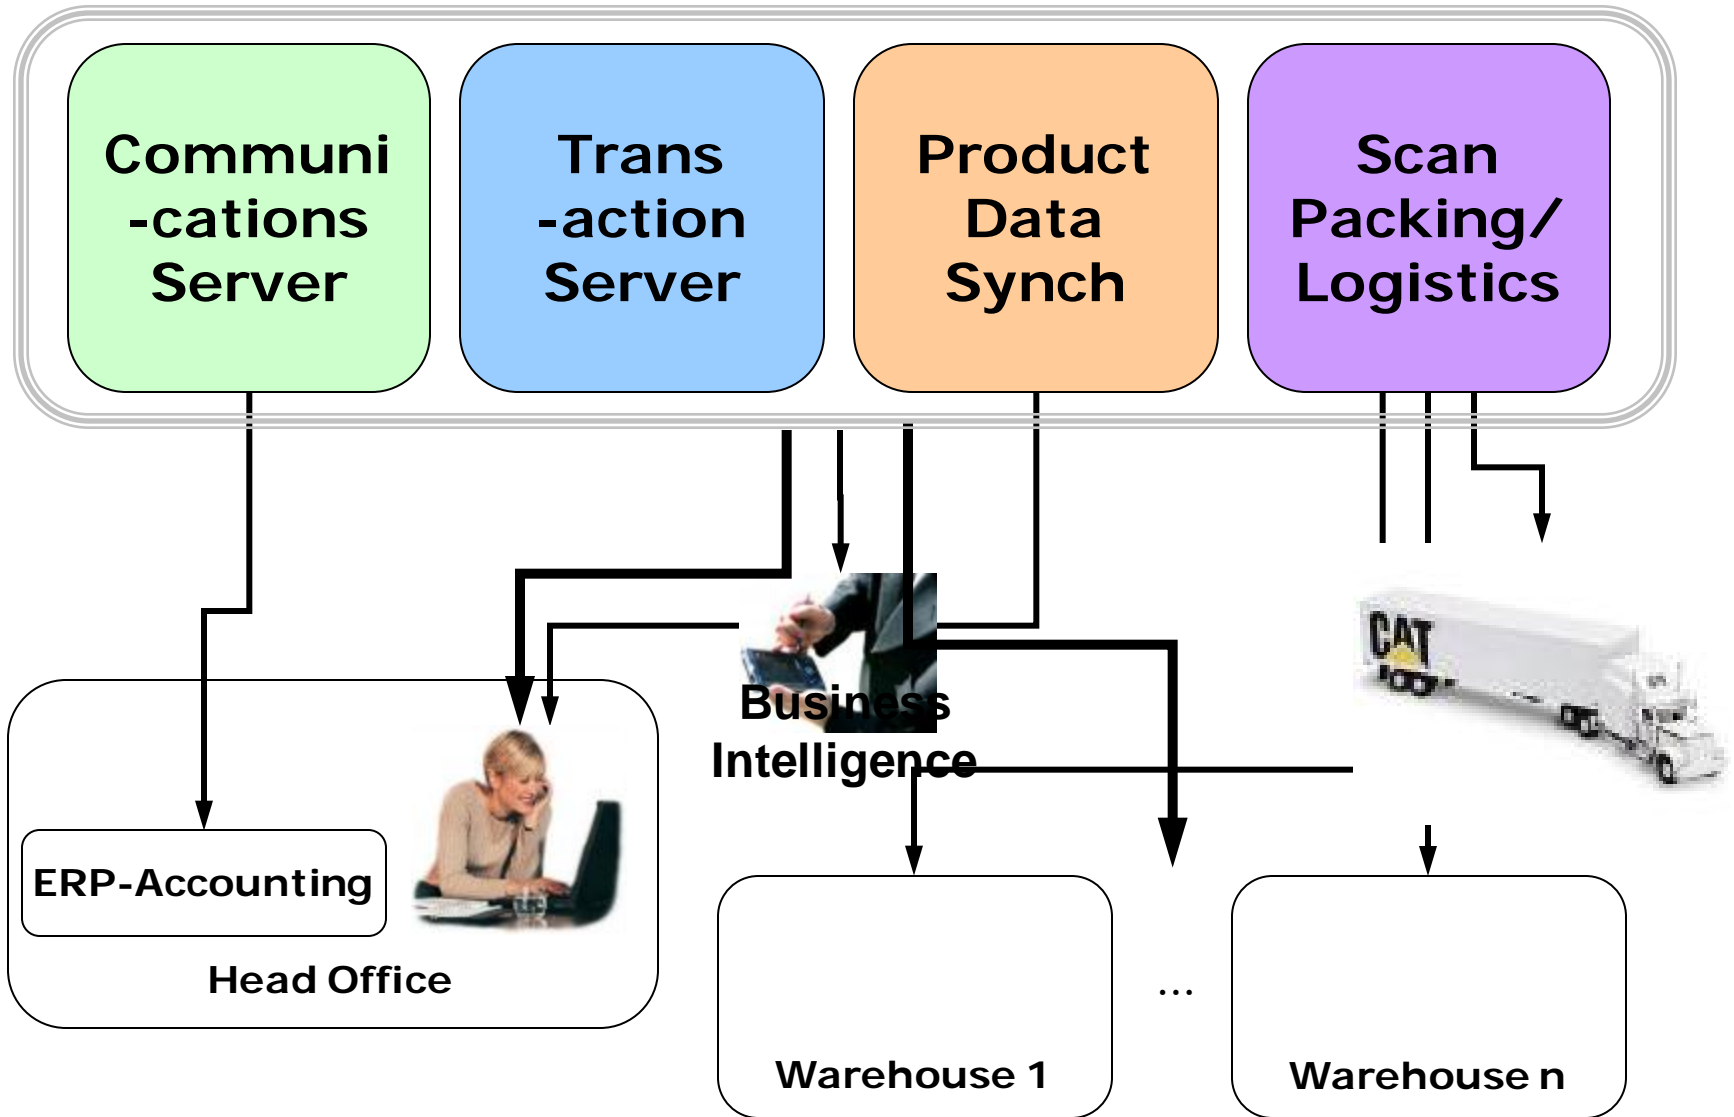 Communi
-cations
Server
Trans
-action
Server
Product
Data
Synch
Scan
Packing/
Logistics
CAT
Business
Intelligence
ERP-Accounting
Head Office
...
Warehouse 1
Warehouse n